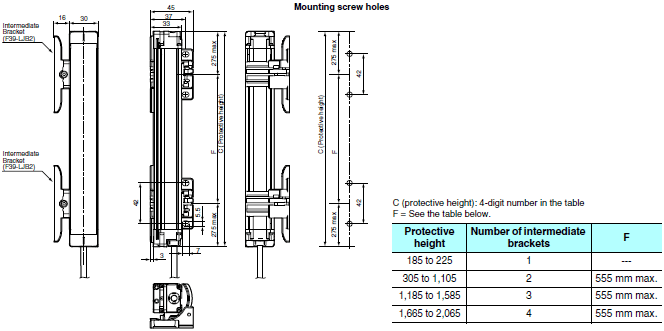 Mounting screw holes
45
37
33
16
30
Intermediate
Bracket
(F39-LJB2)
275 max.
C (Protective height)
F
42
5.5
275 max.
7
3
Intermediate
Bracket
(F39-LJB2)
275 max.
C (Protective height)
F
42
42
275 max.
C (protective height): 4-digit number in the table
F = See the table below.
Protective height
Number of intermediate brackets
F
185 to 225
1
---
305 to 1,105
2
555 mm max.
1,185 to 1,585
3
555 mm max.
1,665 to 2,065
4
555 mm max.